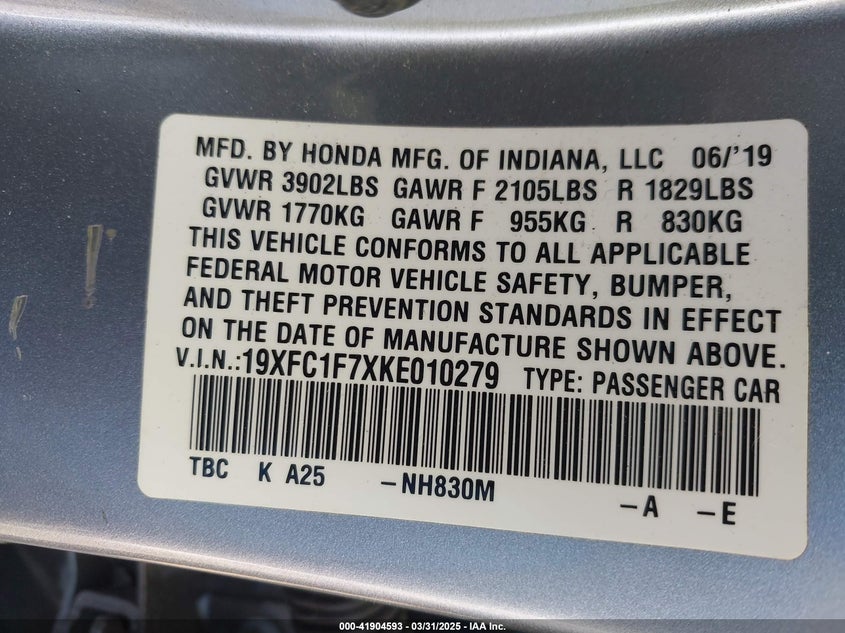 MFD. BY HONDA MFG. OF INDIANA, LLC 06/'19
GVWR 3902LBS GAWR F 2105LBS R 1829LBS
GVWR 1770KG GAWR F 955KG R 830KG
THIS VEHICLE CONFORMS TO ALL APPLICABLE
FEDERAL MOTOR VEHICLE SAFETY, BUMPER,
AND THEFT PREVENTION STANDARDS IN EFFECT
ON THE DATE OF MANUFACTURE SHOWN ABOVE.
V.I.N.:19XFC1F7XKE010279 TYPE: PASSENGER CAR
TBC K A25 -NH830M -A -E
000-41904593 - 03/31/2025 - IAA Inc.